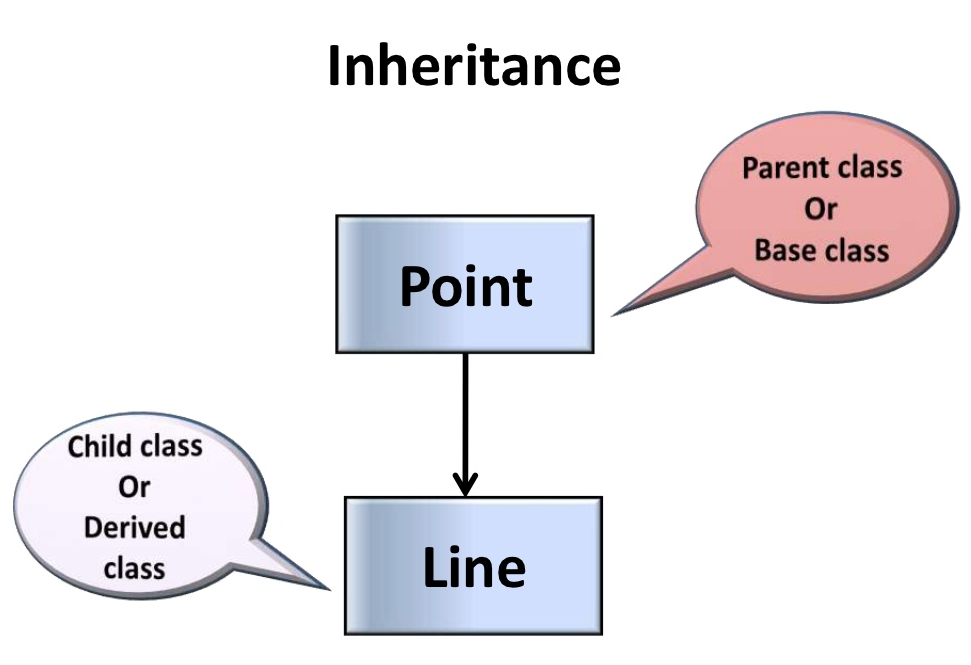 Inheritance
Parent class
Or
Base class
Point
Child class
Or
Derived
class
Line